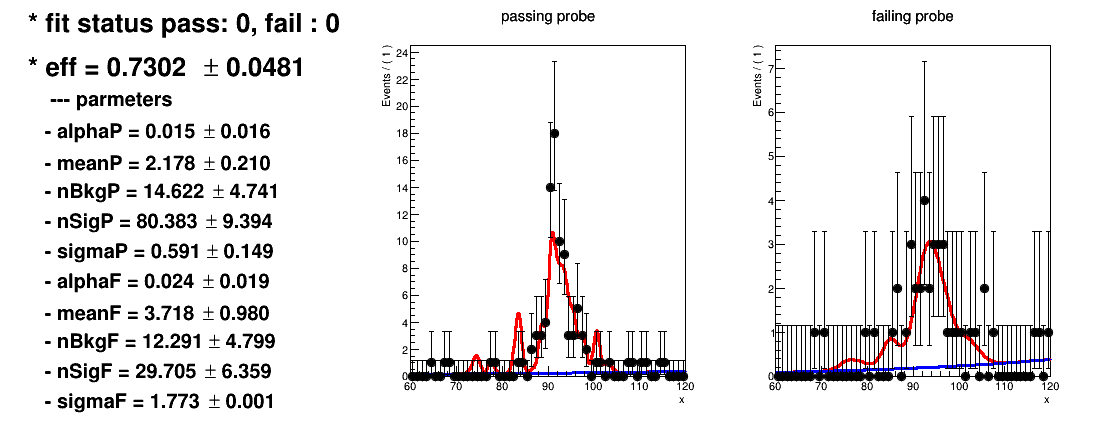 * fit status pass: 0, fail : 0
* eff = 0.7302 ± 0.0481
--- parmeters
- alphaP = 0.015 ± 0.016
- meanP = 2.178 ± 0.210
- nBkgP = 14.622 ± 4.741
- nSigP = 80.383 ± 9.394
- sigmaP = 0.591 ± 0.149
- alphaF = 0.024 ± 0.019
- meanF = 3.718 ± 0.980
- nBkgF = 12.291 ± 4.799
- nSigF = 29.705 ± 6.359
- sigmaF = 1.773 ± 0.001
passing probe
Events / ( 1 )
24
22
20
18
16
14
12
10
8
6
4
2
0
60 70 80 90 100 110 120
x
failing probe
Events / ( 1 )
7
6
5
4
3
2
1
0
60 70 80 90 100 110 120
x